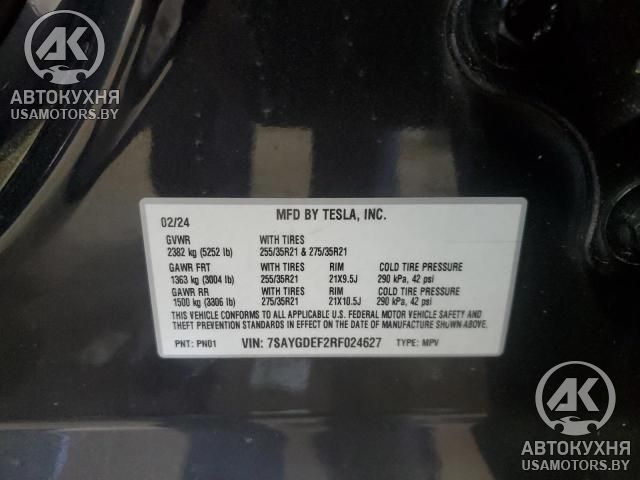 АК
АВТОКУХНЯ
USAMOTORS.BY
02/24 MFD BY TESLA, INC.
GVWR WITH TIRES
2382 kg (5252 lb) 255/35R21 & 275/35R21
GAWR FRT WITH TIRES RIM COLD TIRE PRESSURE
1363 kg (3004 lb) 255/35R21 21X9.5J 290 kPa, 42 psi
GAWR RR WITH TIRES RIM COLD TIRE PRESSURE
1500 kg (3306 lb) 275/35R21 21X10.5J 290 kPa, 42 psi
THIS VEHICLE CONFORMS TO ALL APPLICABLE U.S. FEDERAL MOTOR VEHICLE SAFETY AND
THEFT PREVENTION STANDARDS IN EFFECT ON THE DATE OF MANUFACTURE SHOWN ABOVE.
PNT: PN01 VIN: 7SAYGDEF2RF024627 TYPE: MPV
АК
АВТОКУХНЯ
USAMOTORS.BY